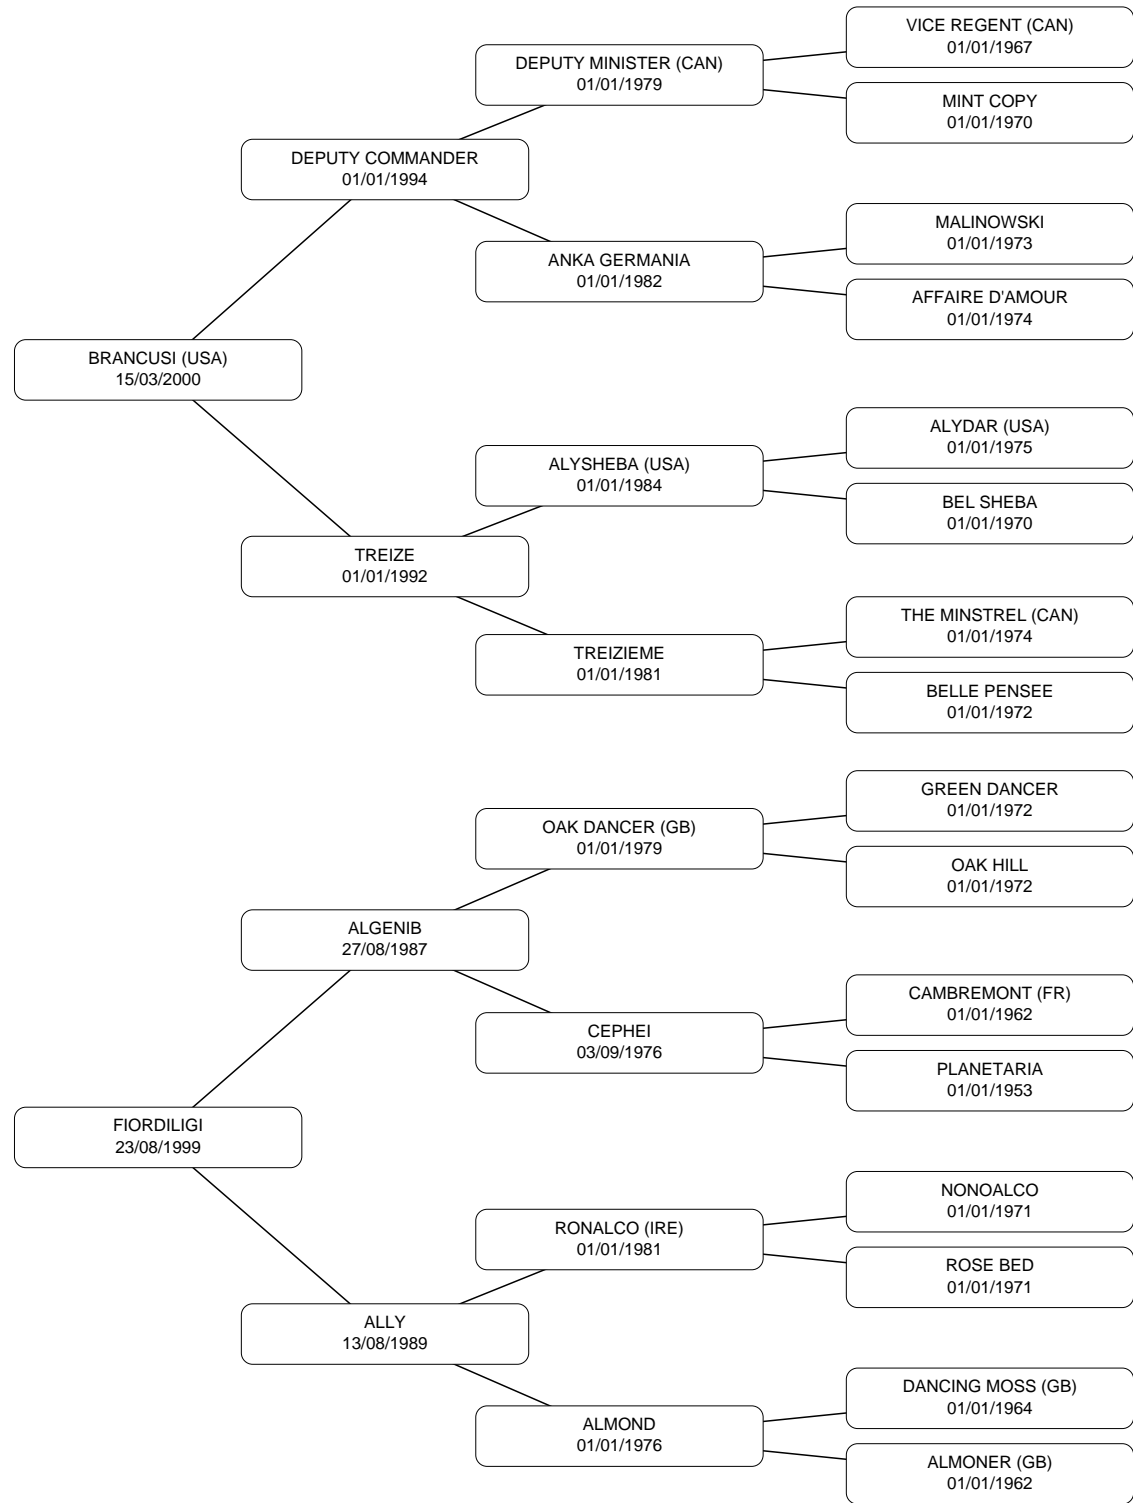 VICE REGENT (CAN)
01/01/1967
DEPUTY MINISTER (CAN)
01/01/1979
MINT COPY
01/01/1970
DEPUTY COMMANDER
01/01/1994
MALINOWSKI
01/01/1973
ANKA GERMANIA
01/01/1982
AFFAIRE D'AMOUR
01/01/1974
BRANCUSI (USA)
15/03/2000
ALYDAR (USA)
01/01/1975
ALYSHEBA (USA)
01/01/1984
BEL SHEBA
01/01/1970
TREIZE
01/01/1992
THE MINSTREL (CAN)
01/01/1974
TREIZIEME
01/01/1981
BELLE PENSEE
01/01/1972
GREEN DANCER
01/01/1972
OAK DANCER (GB)
01/01/1979
OAK HILL
01/01/1972
ALGENIB
27/08/1987
CAMBREMONT (FR)
01/01/1962
CEPHEI
03/09/1976
PLANETARIA
01/01/1953
FIORDILIGI
23/08/1999
NONOALCO
01/01/1971
RONALCO (IRE)
01/01/1981
ROSE BED
01/01/1971
ALLY
13/08/1989
DANCING MOSS (GB)
01/01/1964
ALMOND
01/01/1976
ALMONER (GB)
01/01/1962